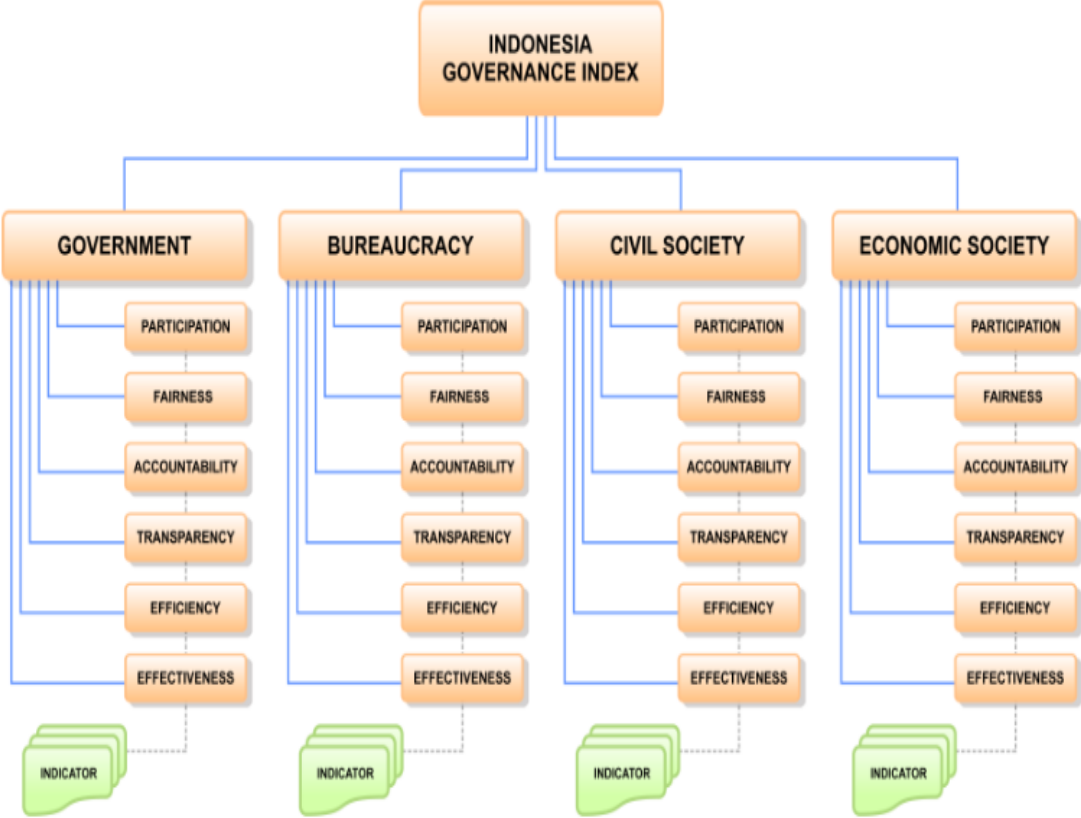 INDONESIA
GOVERNANCE INDEX
GOVERNMENT
PARTICIPATION
FAIRNESS
ACCOUNTABILITY
TRANSPARENCY
EFFICIENCY
EFFECTIVENESS
INDICATOR
BUREAUCRACY
PARTICIPATION
FAIRNESS
ACCOUNTABILITY
TRANSPARENCY
EFFICIENCY
EFFECTIVENESS
INDICATOR
CIVIL SOCIETY
PARTICIPATION
FAIRNESS
ACCOUNTABILITY
TRANSPARENCY
EFFICIENCY
EFFECTIVENESS
INDICATOR
ECONOMIC SOCIETY
PARTICIPATION
FAIRNESS
ACCOUNTABILITY
TRANSPARENCY
EFFICIENCY
EFFECTIVENESS
INDICATOR